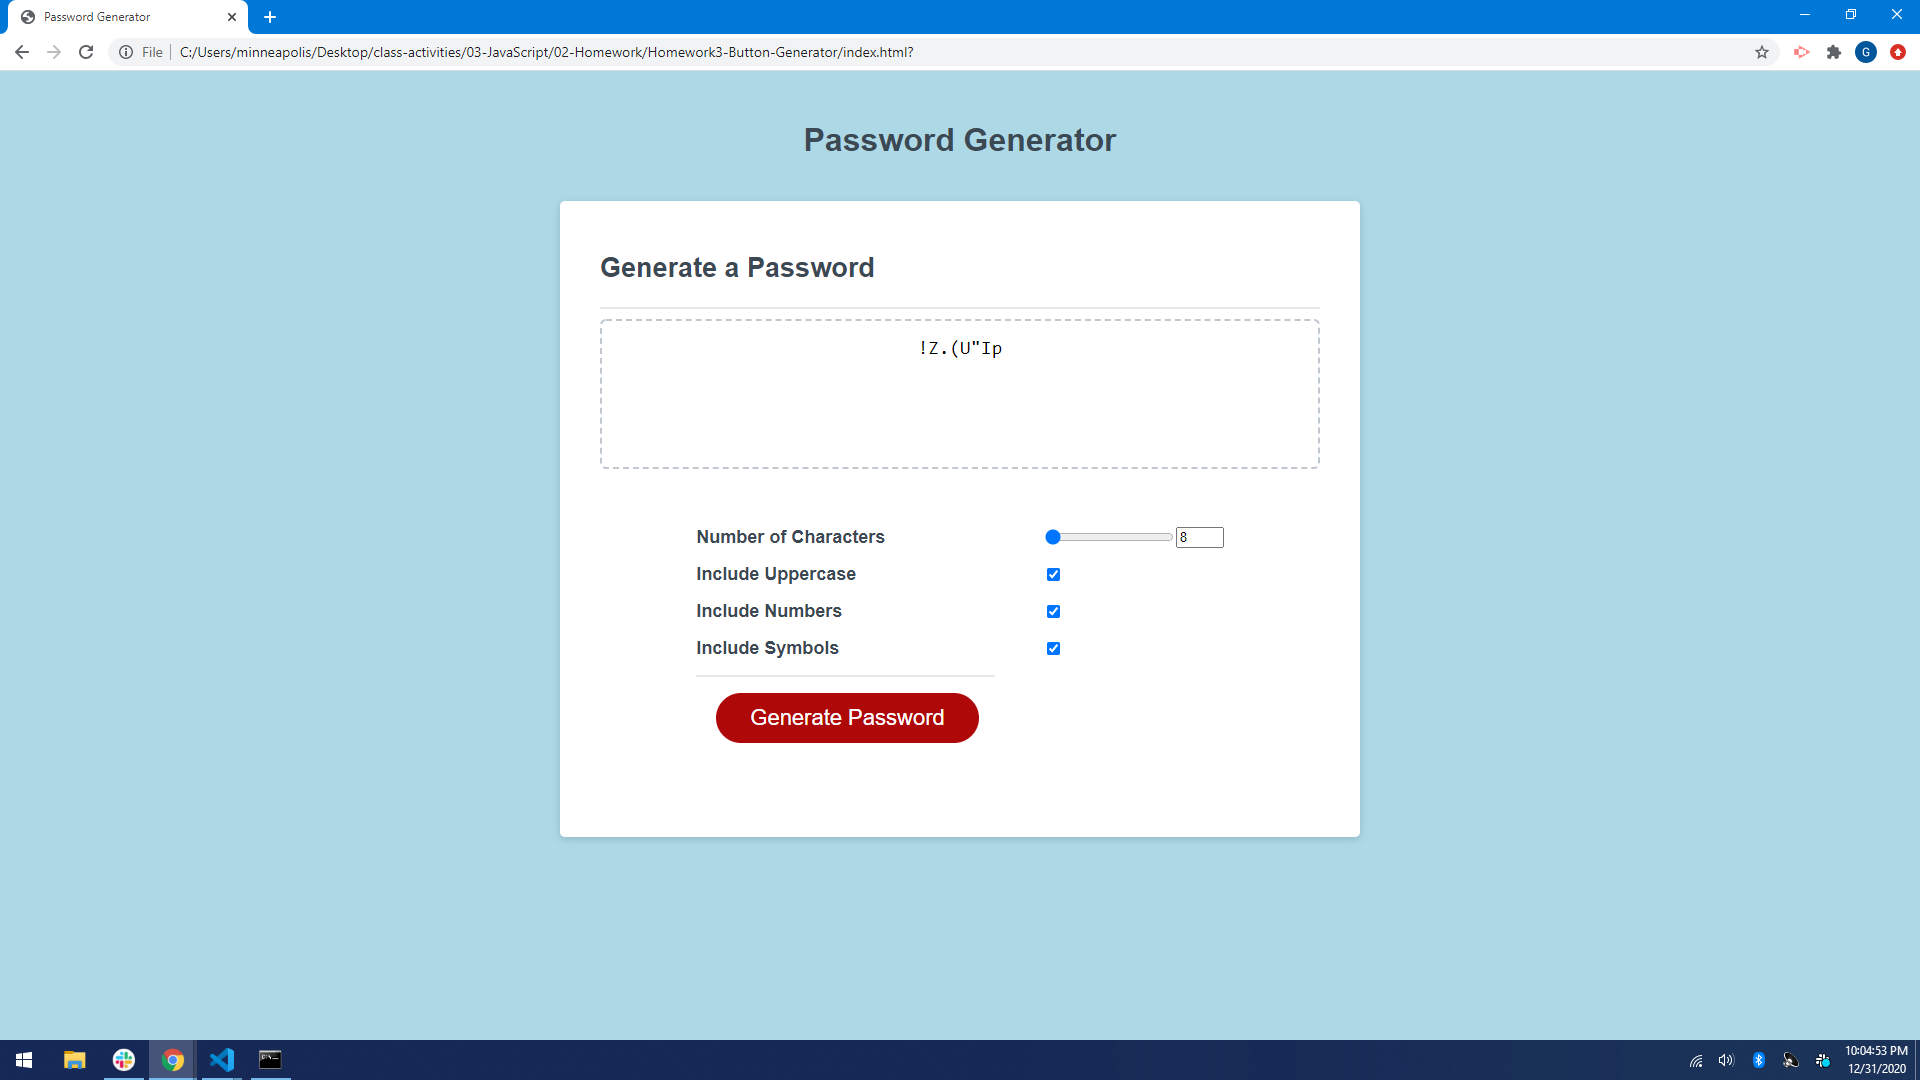 Password Generator
File C:/Users/minneapolis/Desktop/class-activities/03-JavaScript/02-Homework/Homework3-Button-Generator/index.html?
G
Password Generator
Generate a Password
!Z.(U"Ip
Number of Characters 8
Include Uppercase
Include Numbers
Include Symbols
Generate Password
10:04:53 PM
12/31/2020